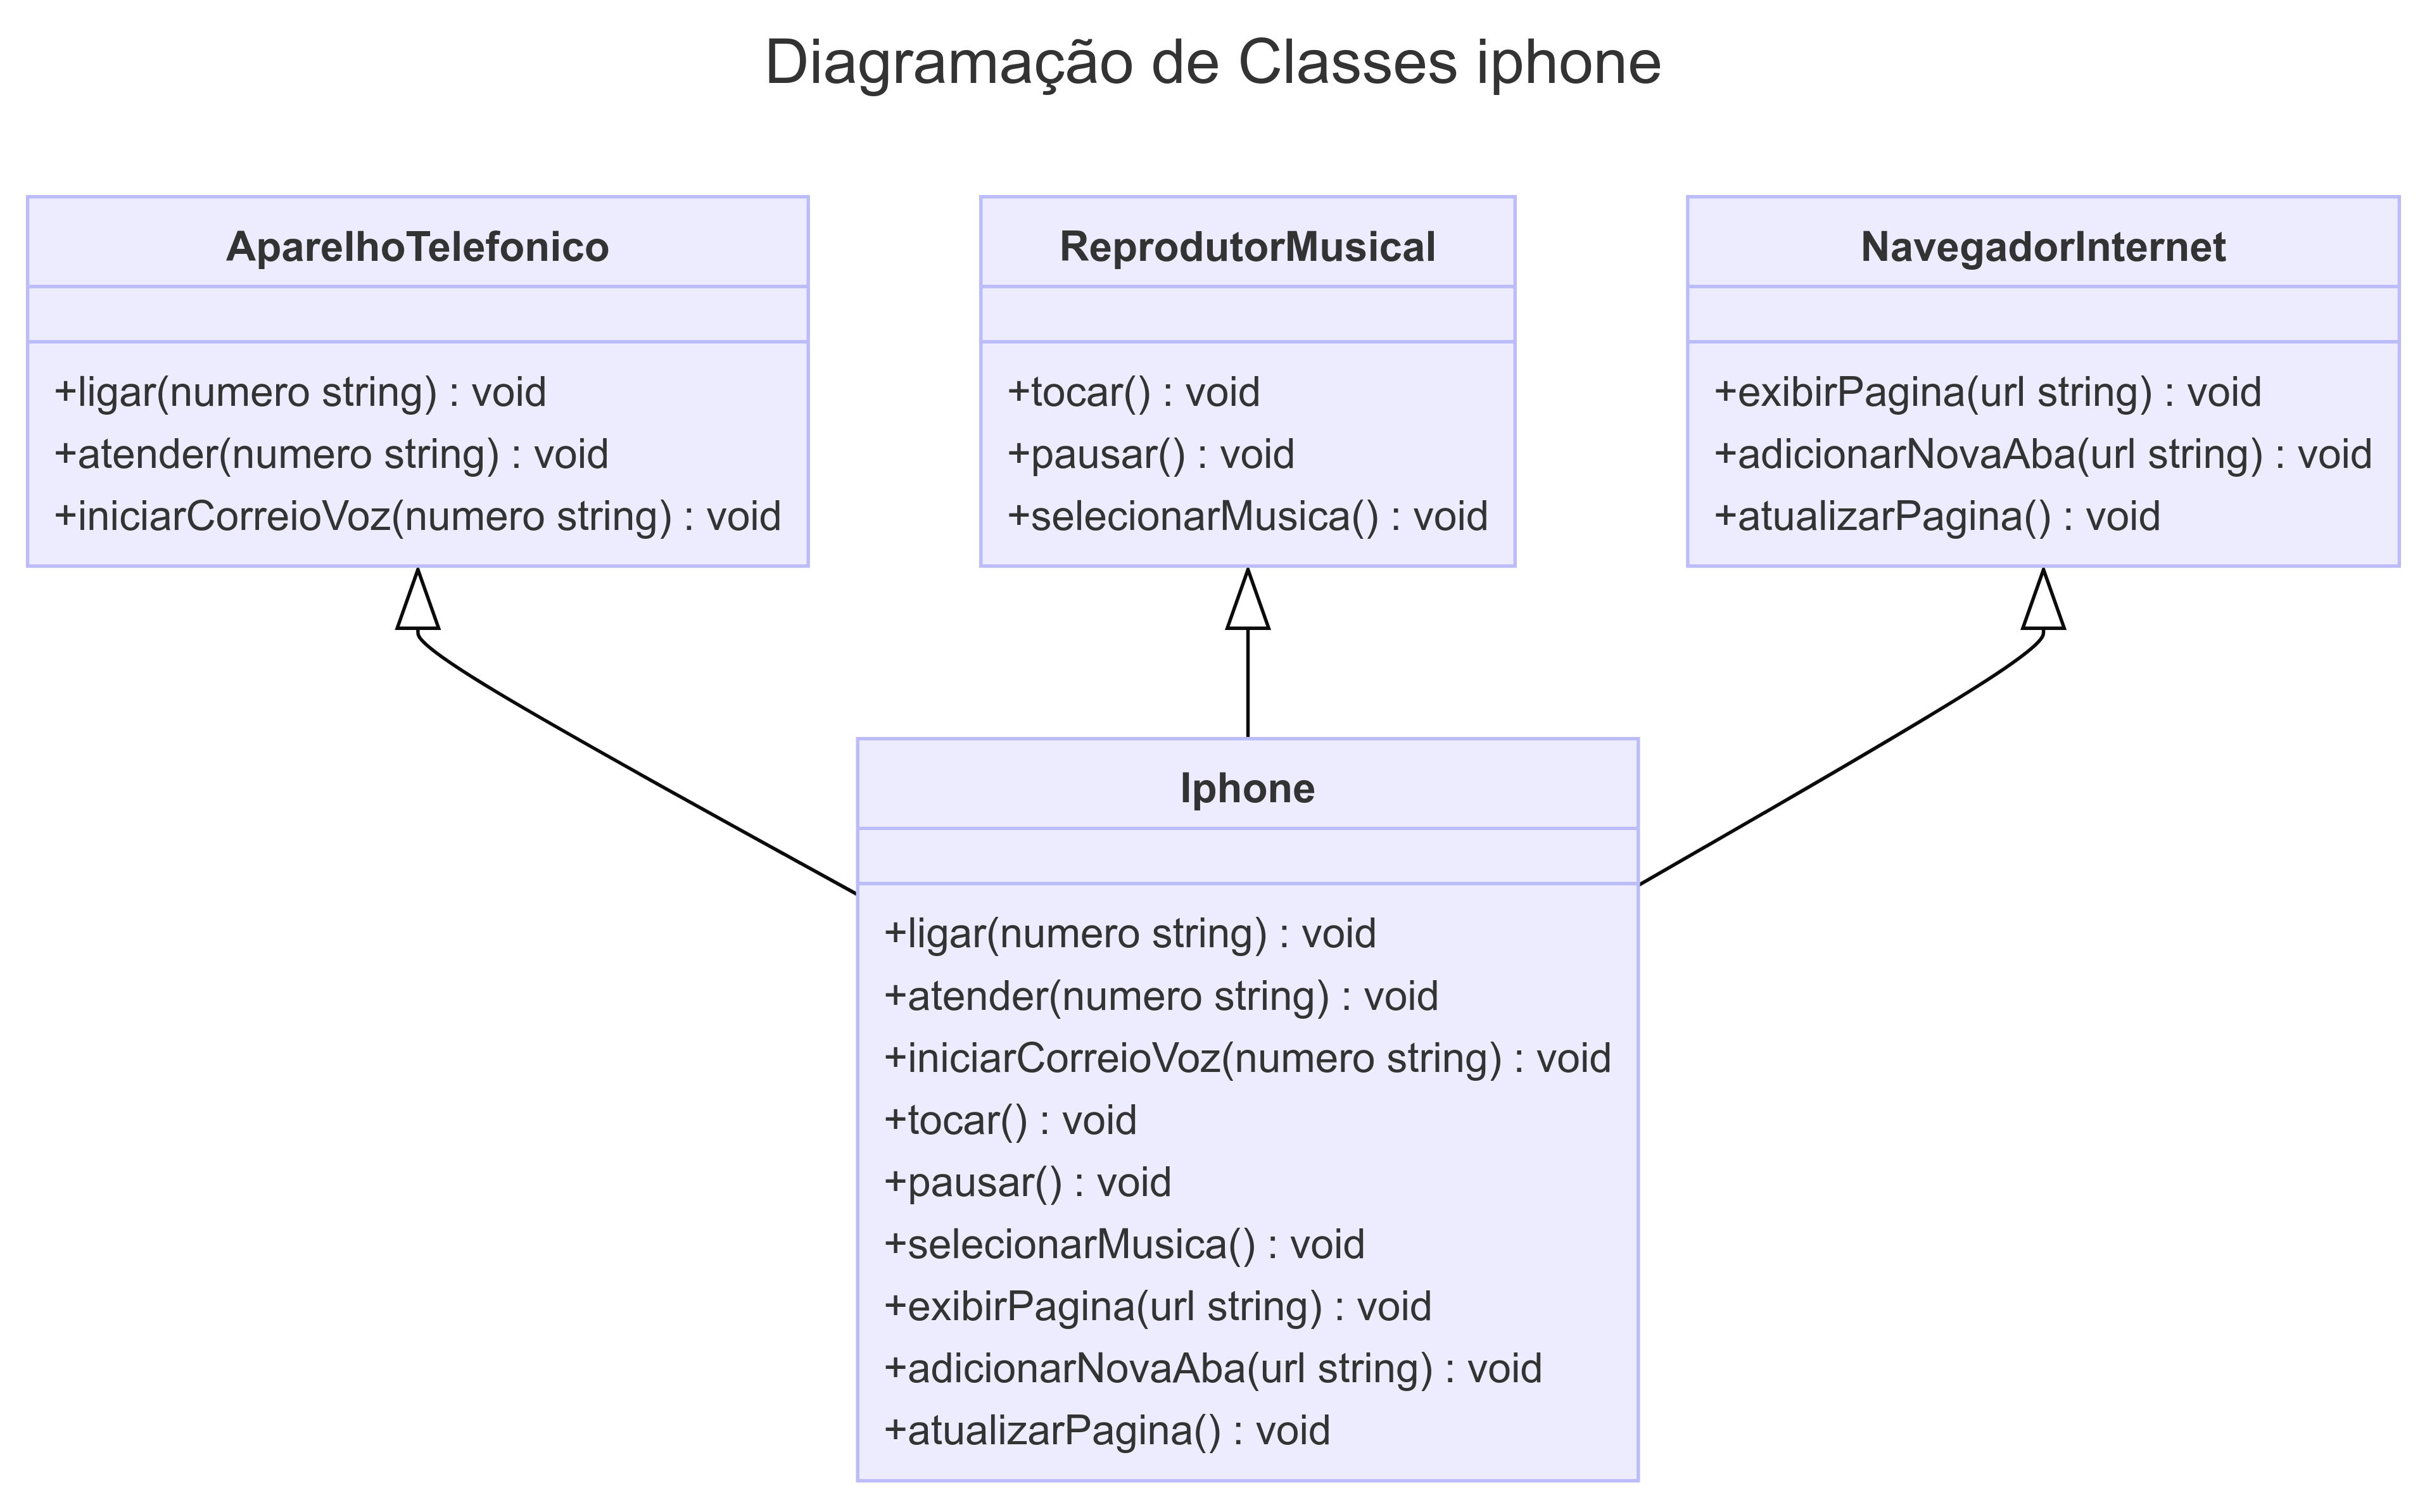 Diagramação de Classes iphone
AparelhoTelefonico
+ligar(numero string) : void
+atender(numero string) : void
+iniciarCorreioVoz(numero string) : void
ReprodutorMusical
+tocar() : void
+pausar() : void
+selecionarMusica() : void
NavegadorInternet
+exibirPagina(url string) : void
+adicionarNovaAba(url string) : void
+atualizarPagina() : void
Iphone
+ligar(numero string) : void
+atender(numero string) : void
+iniciarCorreioVoz(numero string) : void
+tocar() : void
+pausar() : void
+selecionarMusica() : void
+exibirPagina(url string) : void
+adicionarNovaAba(url string) : void
+atualizarPagina() : void